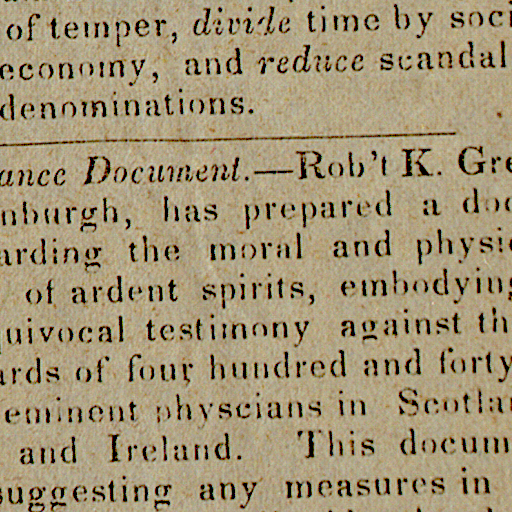 of temper, divide time by soci
economy, and reduce scandal
denominations.
ance Document.—Rob't K. Gre
nburgh, has prepared a doc
arding the moral and physic
of ardent spirits, embodying
quivocal testimony against th
ards of four hundred and forty
eminent physcians in Scotla
and Ireland. This docum
suggesting any measures in